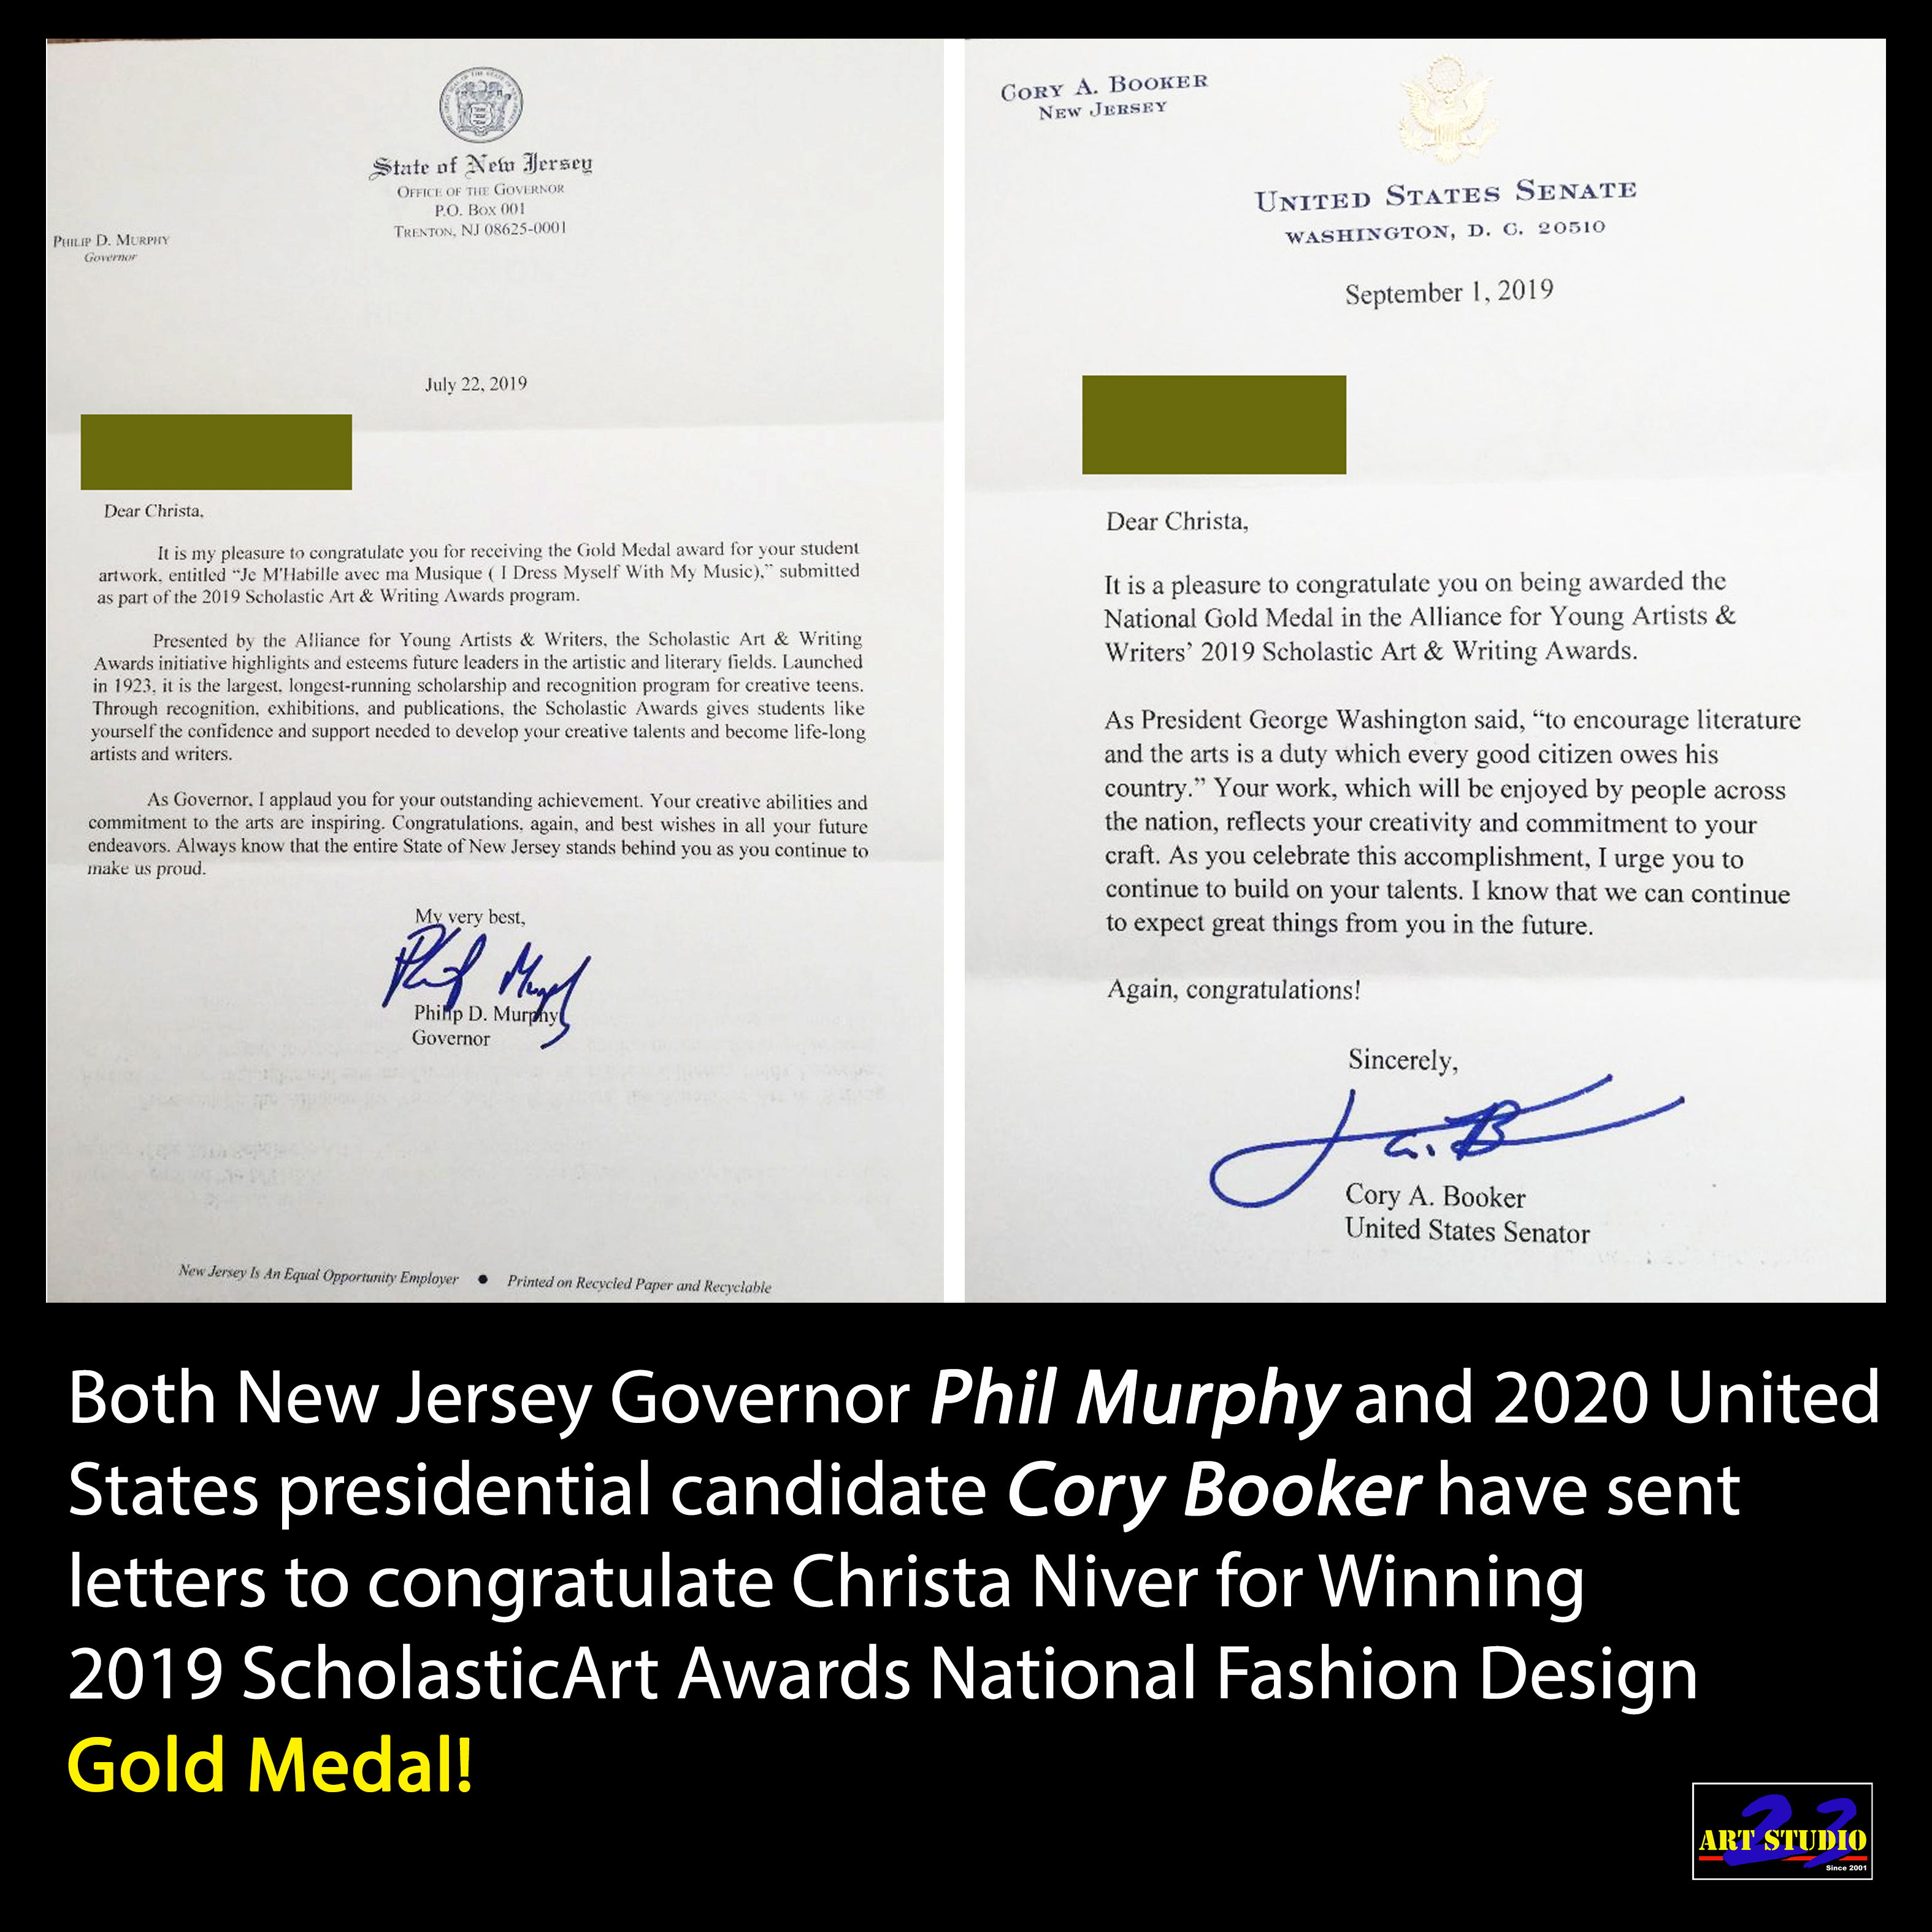 State of New Jersey
OFFICE OF THE GOVERNOR
P.O. BOX 001
TRENTON, NJ 08625-0001
PHILIP D. MURPHY
Governor
July 22, 2019
Dear Christa,
It is my pleasure to congratulate you for receiving the Gold Medal award for your student
artwork, entitled “Je M'Habille avec ma Musique ( I Dress Myself With My Music),” submitted
as part of the 2019 Scholastic Art & Writing Awards program.
Presented by the Alliance for Young Artists & Writers, the Scholastic Art & Writing
Awards initiative highlights and esteems future leaders in the artistic and literary fields. Launched
in 1923, it is the largest, longest-running scholarship and recognition program for creative teens.
Through recognition, exhibitions, and publications, the Scholastic Awards gives students like
yourself the confidence and support needed to develop your creative talents and become life-long
artists and writers.
As Governor, I applaud you for your outstanding achievement. Your creative abilities and
commitment to the arts are inspiring. Congratulations, again, and best wishes in all your future
endeavors. Always know that the entire State of New Jersey stands behind you as you continue to
make us proud.
My very best,
Philip D. Murphy
Governor
New Jersey Is An Equal Opportunity Employer ● Printed on Recycled Paper and Recyclable
CORY A. BOOKER
NEW JERSEY
UNITED STATES SENATE
WASHINGTON, D. C. 20510
September 1, 2019
Dear Christa,
It is a pleasure to congratulate you on being awarded the
National Gold Medal in the Alliance for Young Artists &
Writers’ 2019 Scholastic Art & Writing Awards.
As President George Washington said, “to encourage literature
and the arts is a duty which every good citizen owes his
country.” Your work, which will be enjoyed by people across
the nation, reflects your creativity and commitment to your
craft. As you celebrate this accomplishment, I urge you to
continue to build on your talents. I know that we can continue
to expect great things from you in the future.
Again, congratulations!
Sincerely,
Cory A. Booker
United States Senator
Both New Jersey Governor Phil Murphy and 2020 United
States presidential candidate Cory Booker have sent
letters to congratulate Christa Niver for Winning
2019 ScholasticArt Awards National Fashion Design
Gold Medal!
23
ART STUDIO
Since 2001